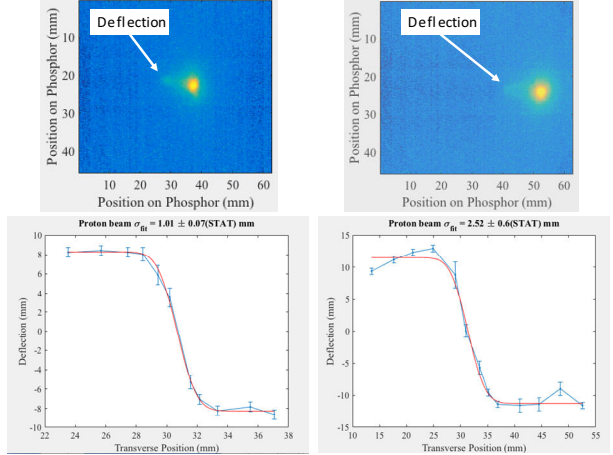 Deflection
Position on Phosphor (mm)
10
20
30
40
10 20 30 40 50 60
Position on Phosphor (mm)
Deflection
Position on Phosphor (mm)
10
20
30
40
10 20 30 40 50 60
Position on Phosphor (mm)
Proton beam σfit = 1.01 ± 0.07(STAT) mm
Deflection (mm)
10
8
6
4
2
0
-2
-4
-6
-8
-10
22 24 26 28 30 32 34 36 38
Transverse Position (mm)
Proton beam σfit = 2.52 ± 0.6(STAT) mm
Deflection (mm)
15
10
5
0
-5
-10
-15
10 15 20 25 30 35 40 45 50 55
Transverse Position (mm)